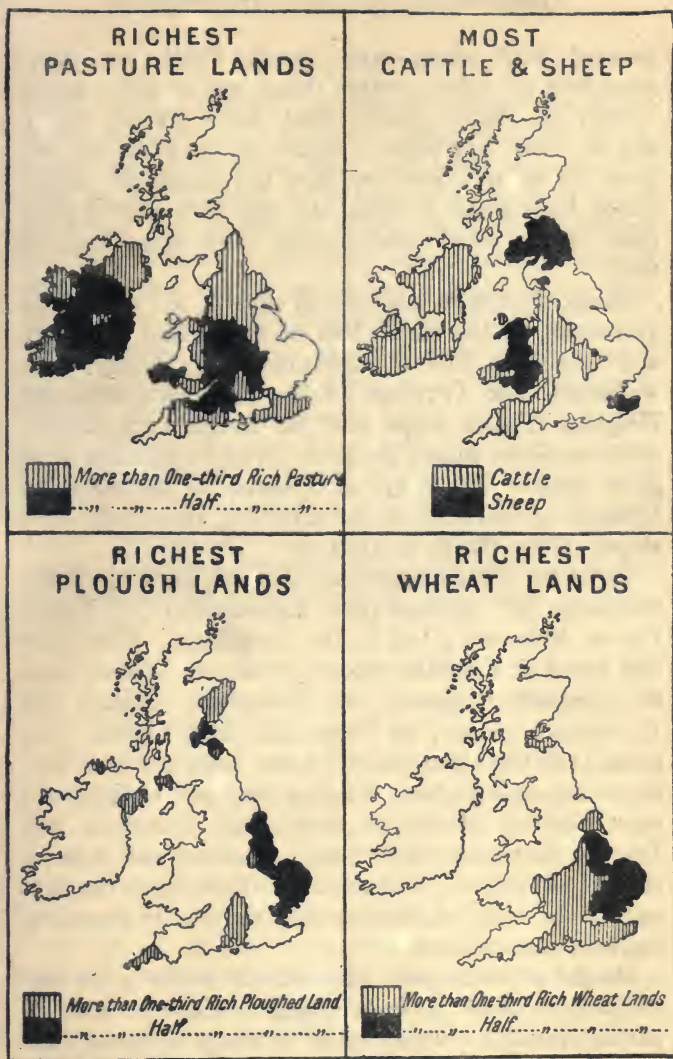 RICHEST
PASTURE LANDS
More than One-third Rich Pasture
„ „ Half „ „
MOST
CATTLE & SHEEP
Cattle
Sheep
RICHEST
PLOUGH LANDS
More than One-third Rich Ploughed Land
„ „ Half „ „ „
RICHEST
WHEAT LANDS
More than One-third Rich Wheat Lands
„ „ Half „ „ „